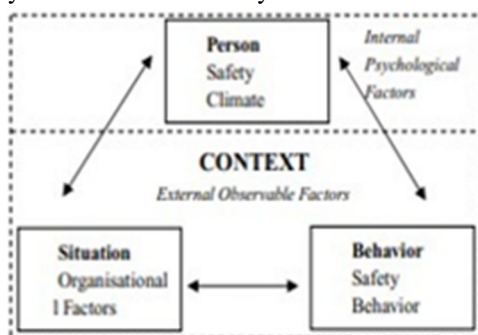 Person
Safety
Climate
Internal
Psychological
Factors
CONTEXT
External Observable Factors
Situation
Organisational
l Factors
Behavior
Safety
Behavior